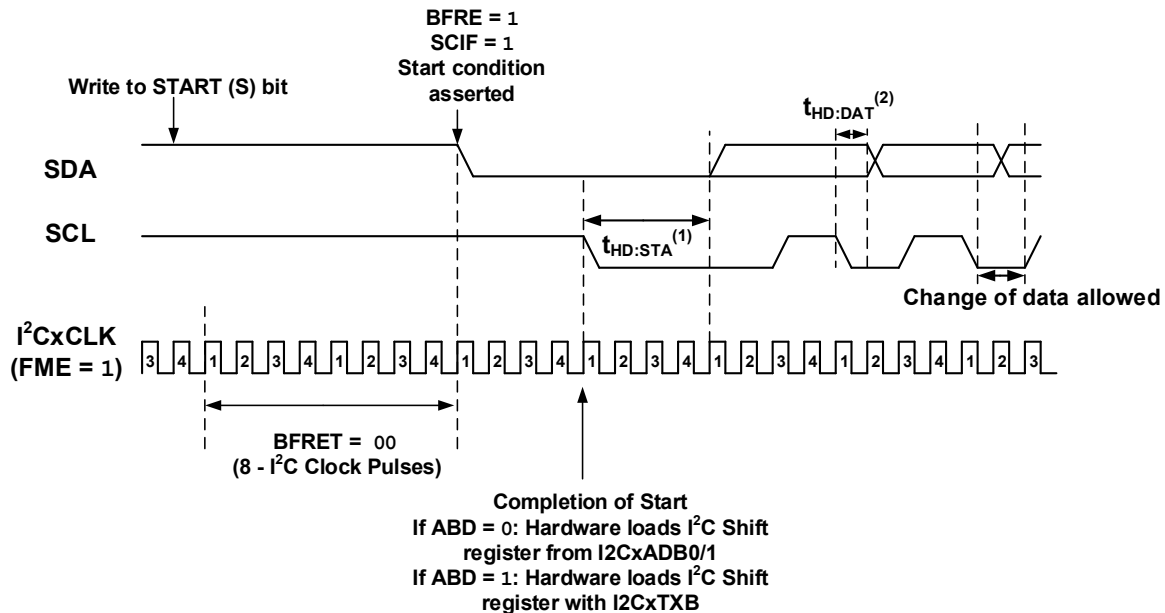 BFRE = 1
SCIF = 1
Start condition
asserted
Write to START (S) bit
tHD:DAT(2)
SDA
SCL
tHD:STA(1)
Change of data allowed
I2CxCLK
(FME = 1)
3 4 1 2 3 4 1 2 3 4 1 2 3 4 1 2 3 4 1 2 3 4 1 2 3 4 1 2 3
BFRET = 00
(8 - I2C Clock Pulses)
Completion of Start
If ABD = 0: Hardware loads I2C Shift
register from I2CxADB0/1
If ABD = 1: Hardware loads I2C Shift
register with I2CxTXB